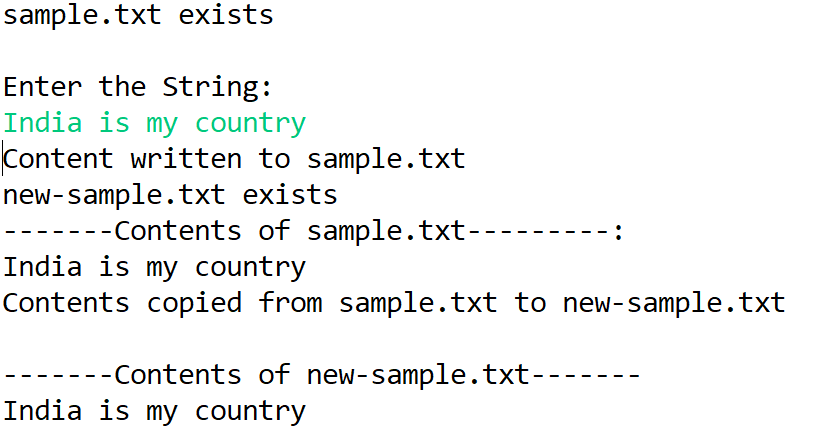 sample.txt exists
Enter the String:
India is my country
Content written to sample.txt
new-sample.txt exists
-------Contents of sample.txt---------:
India is my country
Contents copied from sample.txt to new-sample.txt
-------Contents of new-sample.txt-------
India is my country